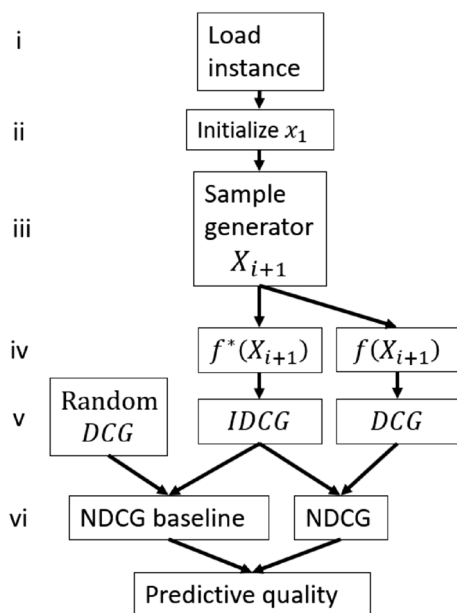 i
Load
instance
ii
Initialize x₁
iii
Sample
generator
Xᵢ₊₁
iv
f*(Xᵢ₊₁)
f(Xᵢ₊₁)
v
Random
DCG
IDCG
DCG
vi
NDCG baseline
NDCG
Predictive quality